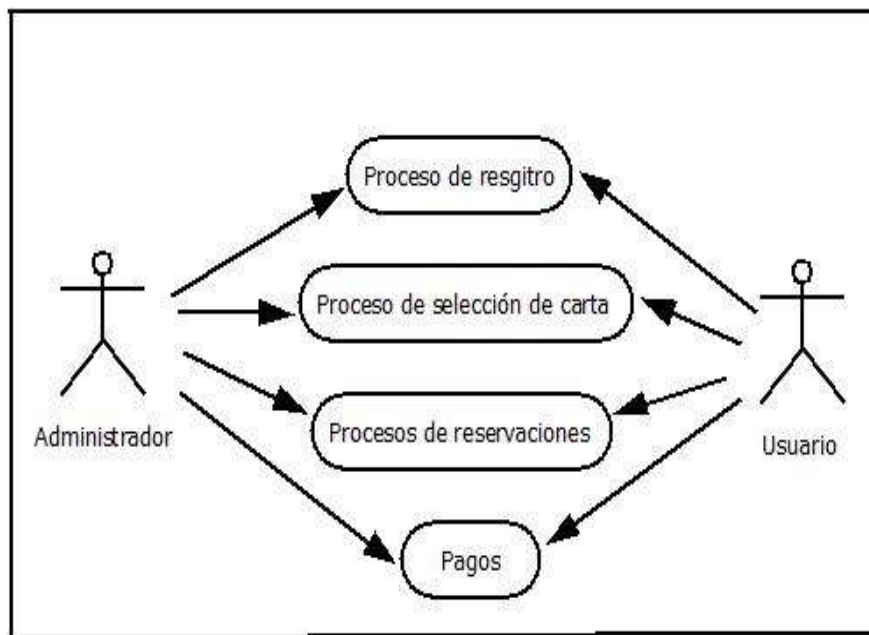 Proceso de resgitro
Proceso de selección de carta
Administrador
Procesos de reservaciones
Usuario
Pagos